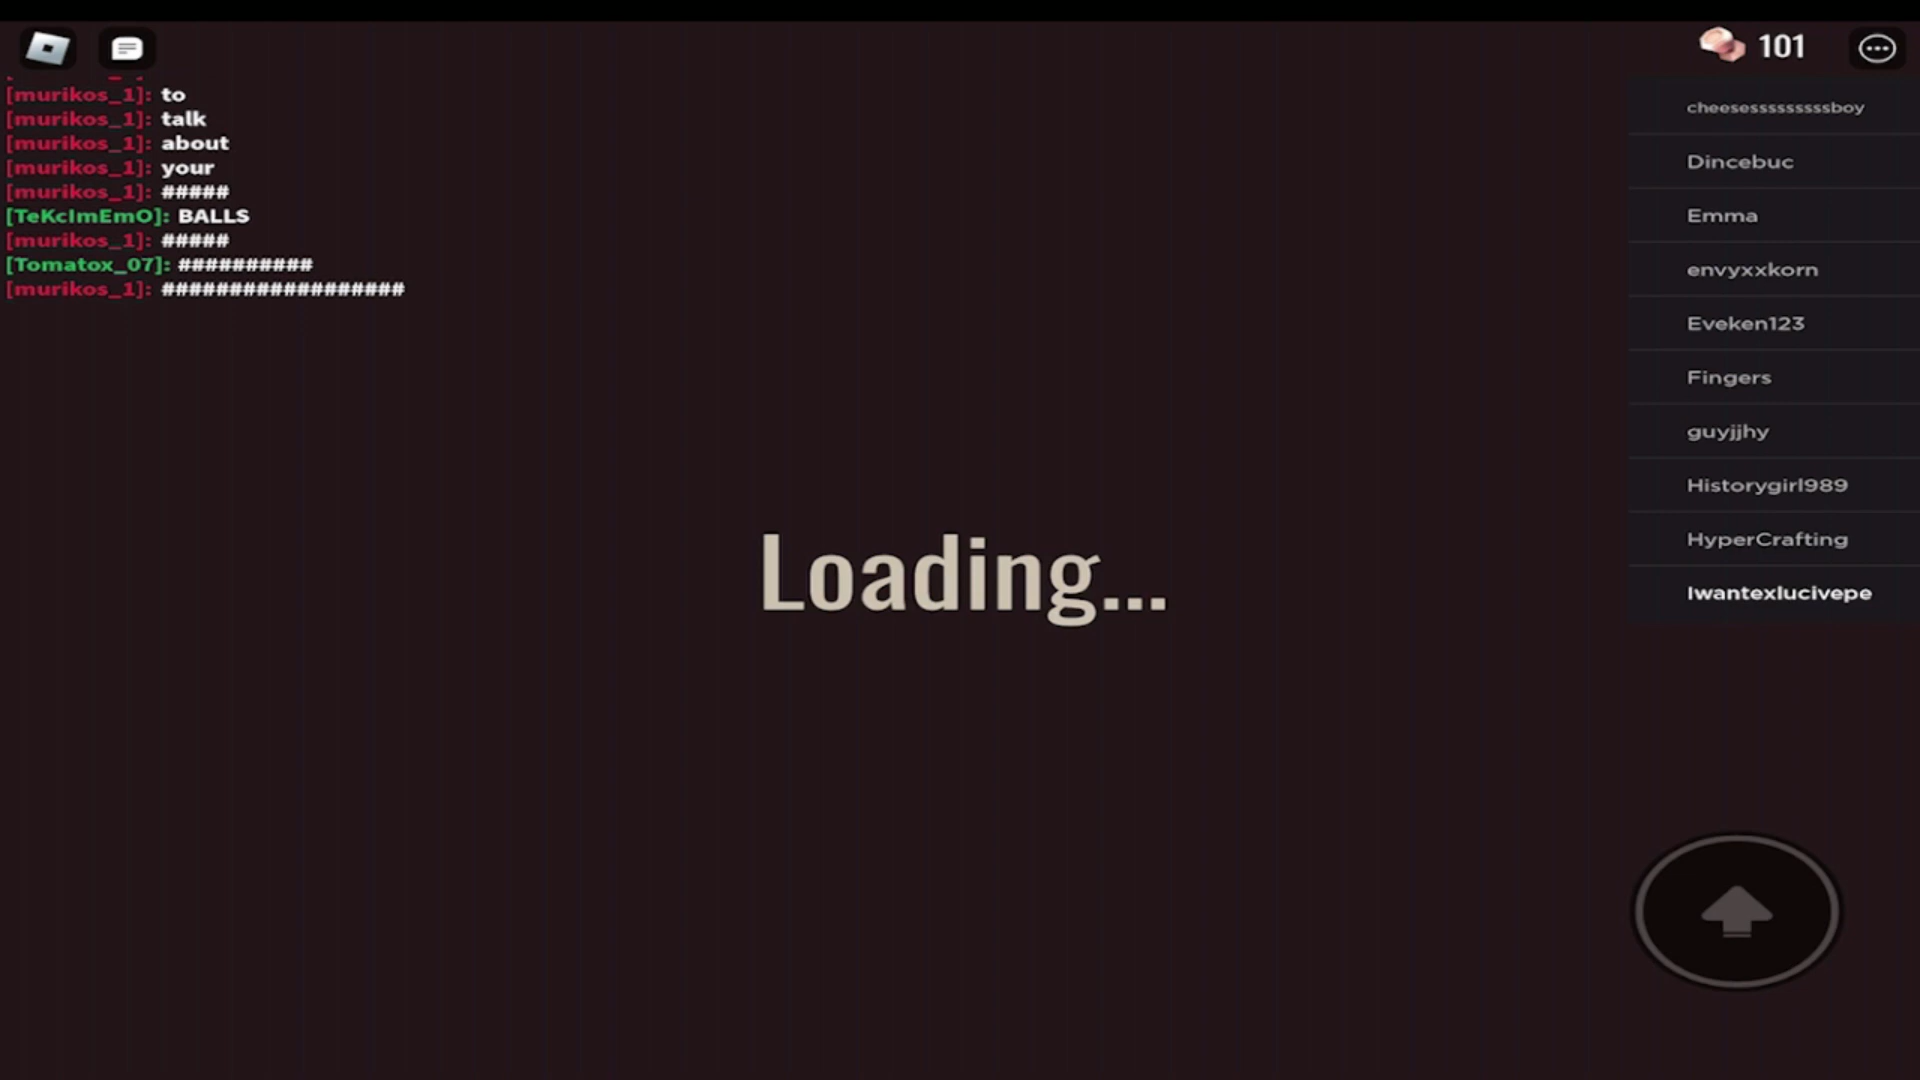 [murikos_1]: to
[murikos_1]: talk
[murikos_1]: about
[murikos_1]: your
[murikos_1]: #####
[TeKcImEmO]: BALLS
[murikos_1]: #####
[Tomatox_07]: ##########
[murikos_1]: ##################
101
cheesesssssssssboy
Dincebuc
Emma
envyxxkorn
Eveken123
Fingers
guyjjhy
Historygirl989
HyperCrafting
Iwantexlucivepe
Loading...